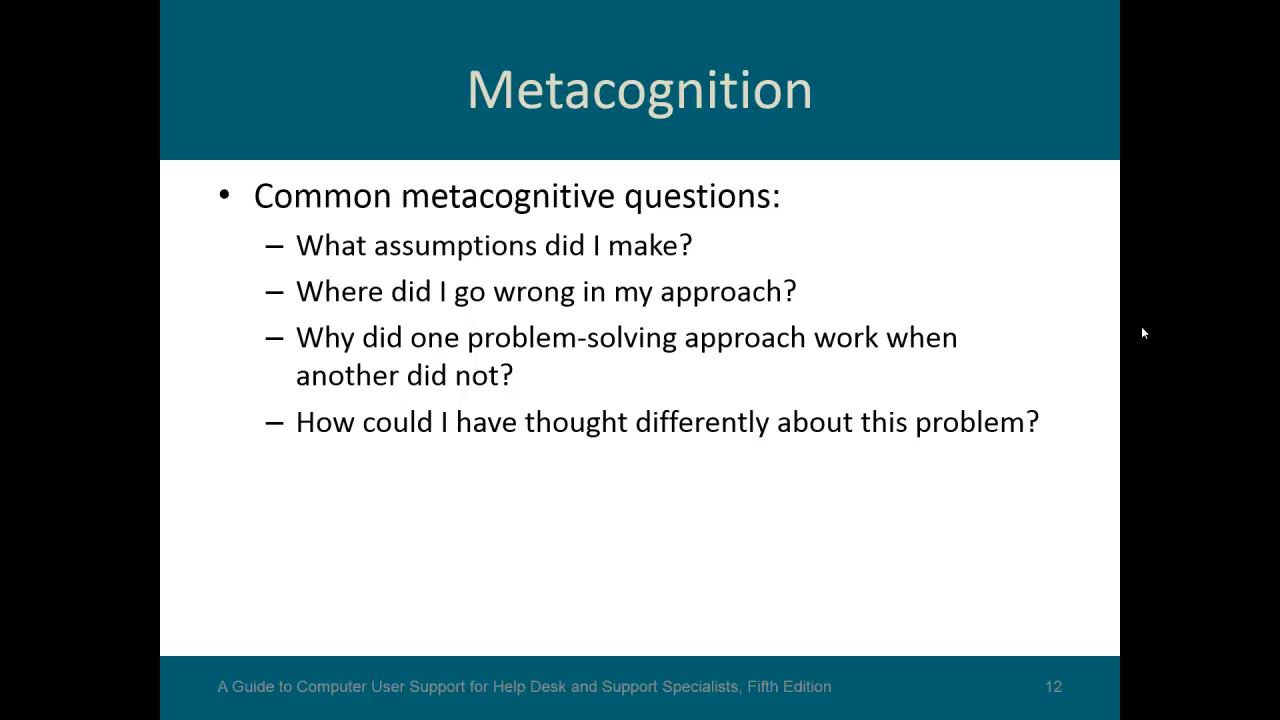 Metacognition
• Common metacognitive questions:
– What assumptions did I make?
– Where did I go wrong in my approach?
– Why did one problem-solving approach work when
another did not?
– How could I have thought differently about this problem?
A Guide to Computer User Support for Help Desk and Support Specialists, Fifth Edition 12